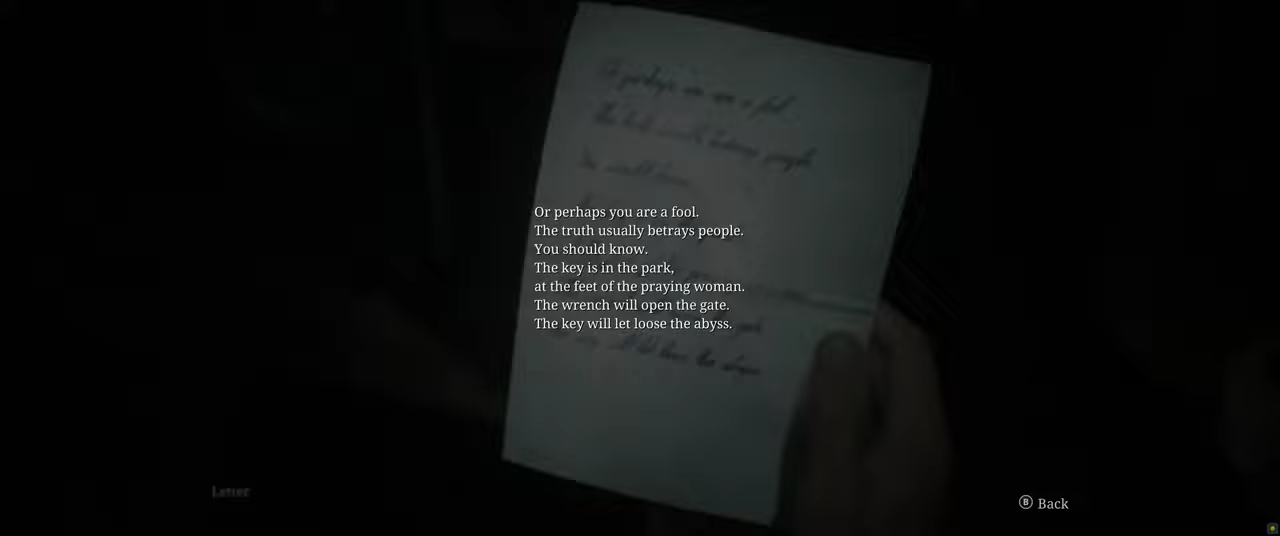 Or perhaps you are a fool.
The truth usually betrays people.
You should know.
The key is in the park,
at the feet of the praying woman.
The wrench will open the gate.
The key will let loose the abyss.
Letter
B Back